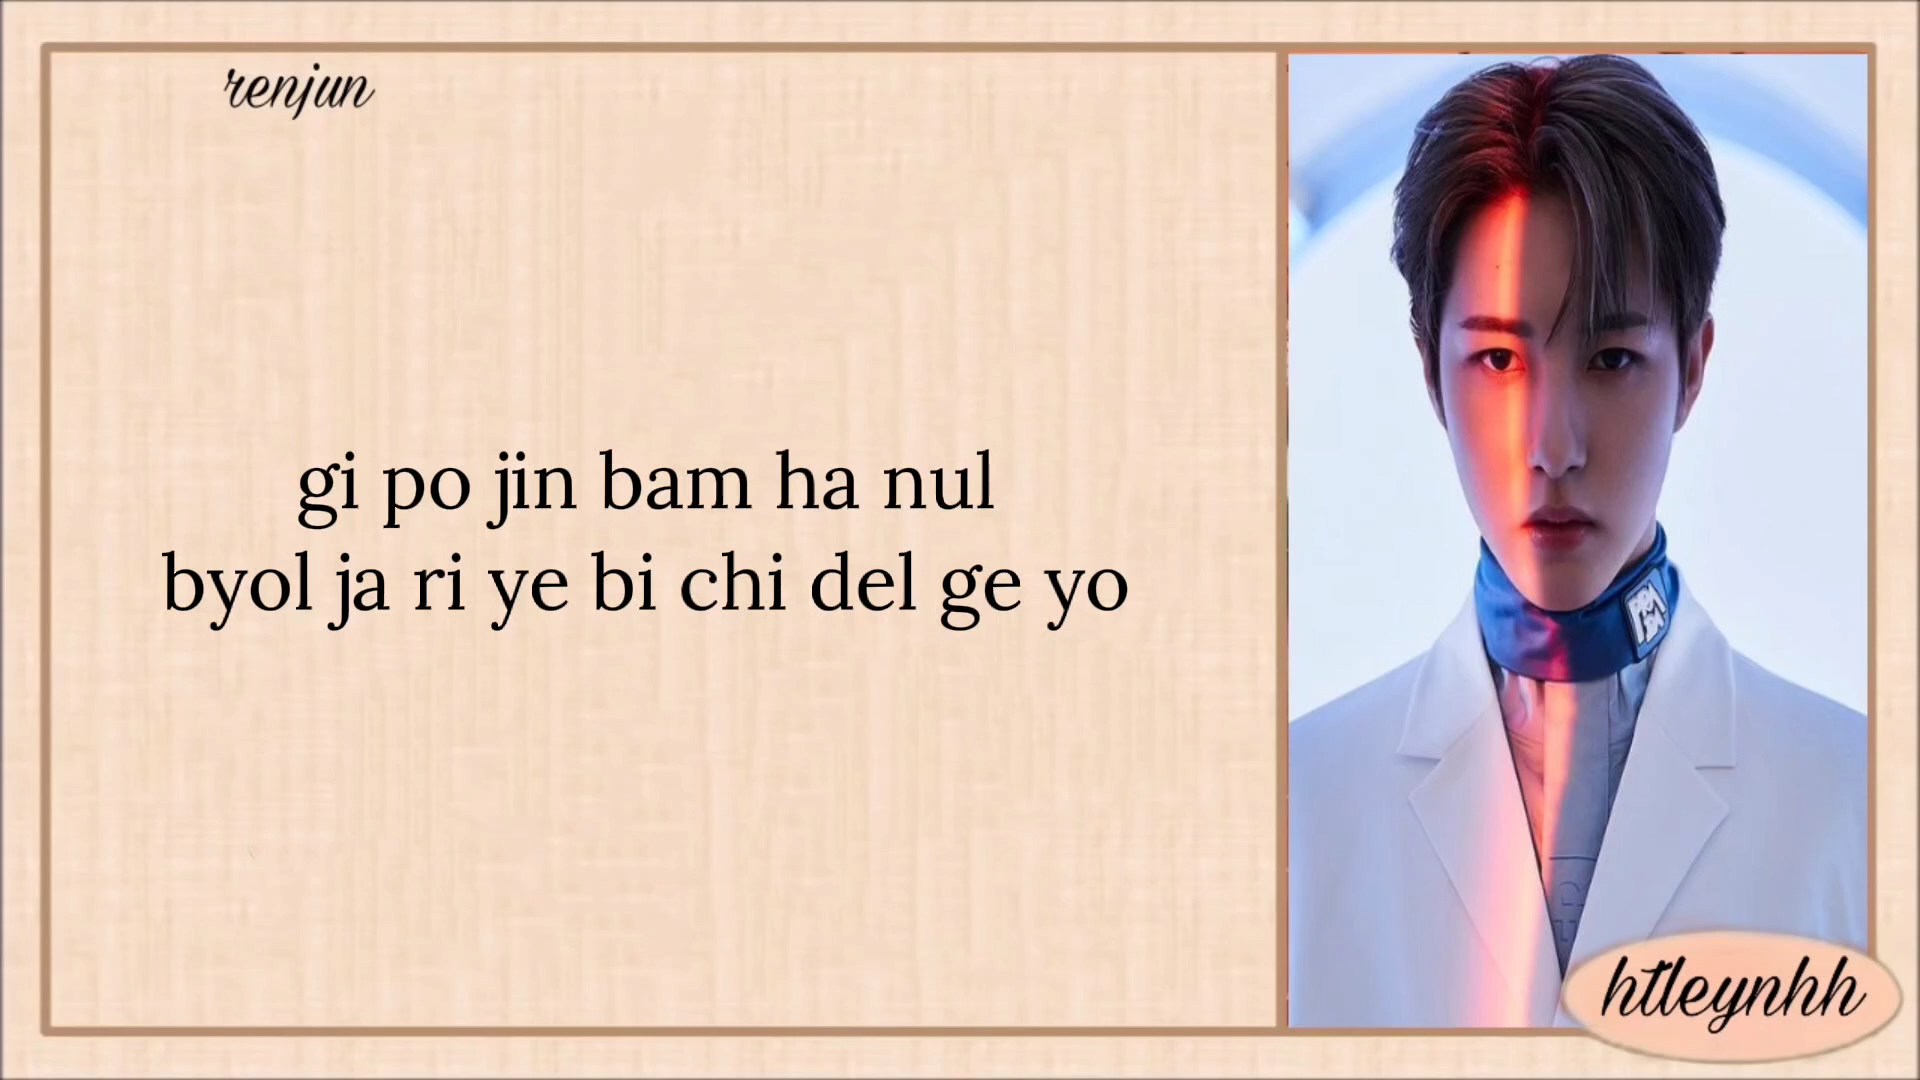 renjun
gi po jin bam ha nul
byol ja ri ye bi chi del ge yo
htleynhh